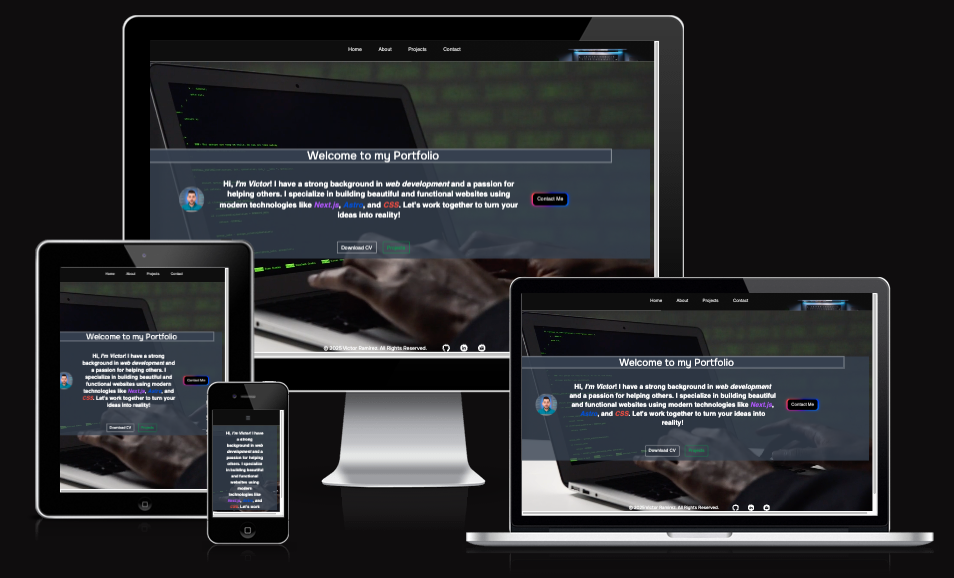 Home About Projects Contact
Welcome to my Portfolio
Hi, I'm Victor! I have a strong background in web development and a passion for
helping others. I specialize in building beautiful and functional websites using
modern technologies like Next.js, Astro, and CSS. Let's work together to turn your
ideas into reality!
Contact Me
Download CV Projects
© 2025 Victor Ramirez. All Rights Reserved.
Home About Projects Contact
Welcome to my Portfolio
Hi, I'm Victor! I have a strong
background in web development and
a passion for helping others. I
specialize in building beautiful and
functional websites using modern
technologies like Next.js, Astro, and
CSS. Let's work together to turn your
ideas into reality!
Contact Me
Download CV Projects
Hi, I'm Victor! I have
a strong
background in web
development and a
passion for helping
others. I specialize
in building beautiful
and functional
websites using
modern
technologies like
Next.js, Astro, and
CSS. Let's work
Home About Projects Contact
Welcome to my Portfolio
Hi, I'm Victor! I have a strong background in web development
and a passion for helping others. I specialize in building beautiful
and functional websites using modern technologies like Next.js,
Astro, and CSS. Let's work together to turn your ideas into
reality!
Contact Me
Download CV Projects
© 2025 Victor Ramirez. All Rights Reserved.